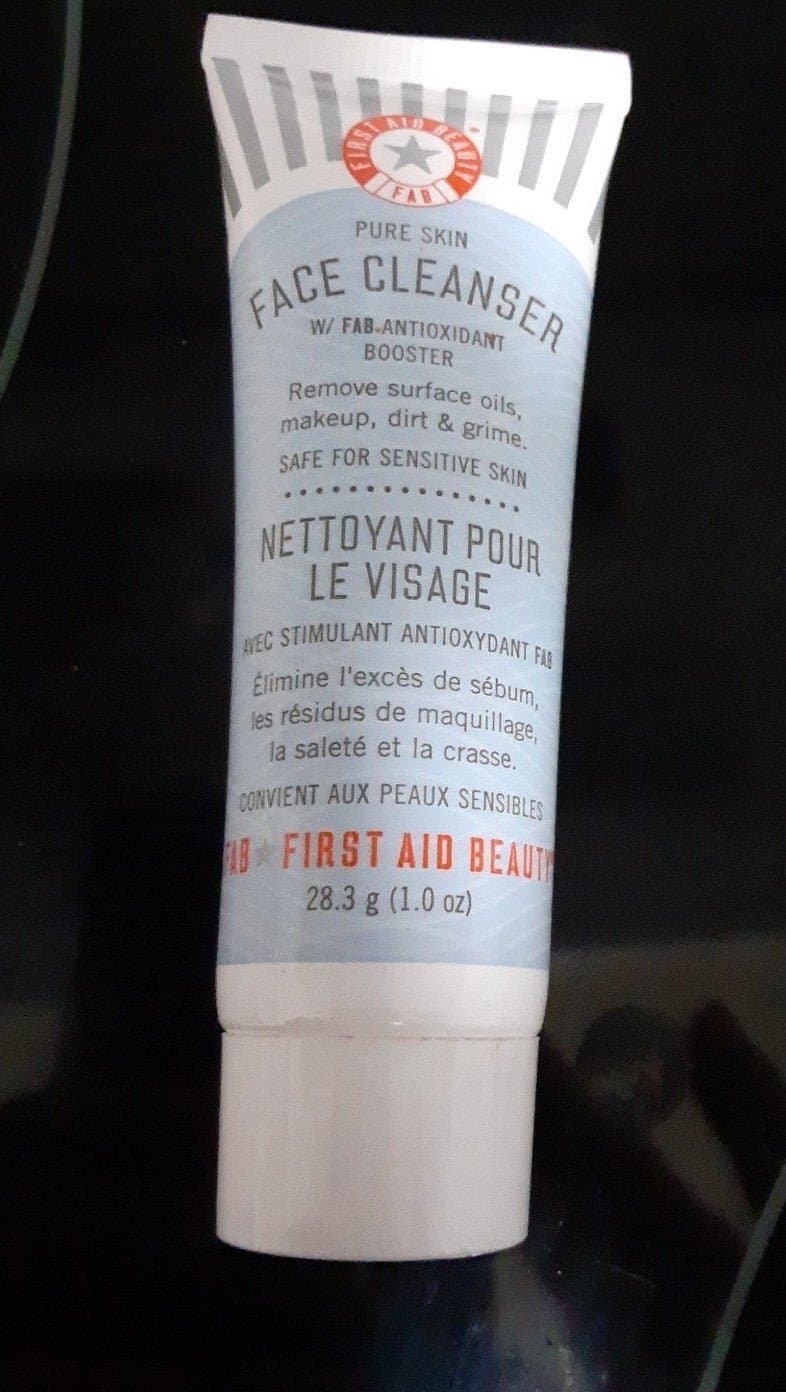 FIRST AID BEAUTY
FAB
PURE SKIN
FACE CLEANSER
W/ FAB ANTIOXIDANT
BOOSTER
Remove surface oils,
makeup, dirt & grime.
SAFE FOR SENSITIVE SKIN
NETTOYANT POUR
LE VISAGE
AVEC STIMULANT ANTIOXYDANT FAB
Élimine l'excès de sébum,
les résidus de maquillage,
la saleté et la crasse.
CONVIENT AUX PEAUX SENSIBLES
FAB FIRST AID BEAUTY
28.3 g (1.0 oz)